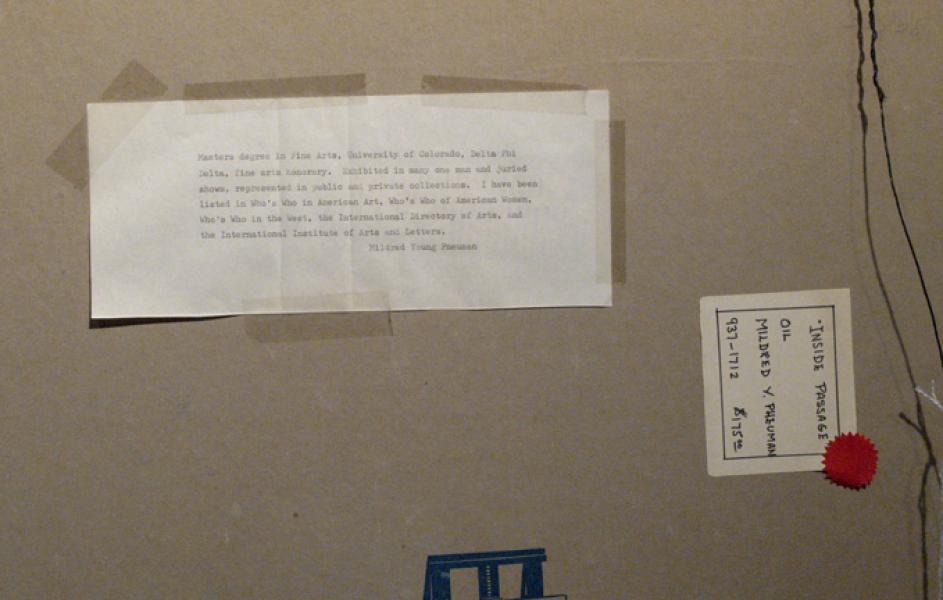 Masters degree in Fine Arts, University of Colorado, Delta Phi
Delta, fine arts honorary. Exhibited in many one man and juried
shows, represented in public and private collections. I have been
listed in Who's Who in American Art, Who's Who of American Women,
Who's Who in the West, the International Directory of Arts, and
the International Institute of Arts and Letters.
Mildred Young Pneuman
"INSIDE PASSAGE"
OIL
MILDRED Y. PNEUMAN
937-1712 $175.00